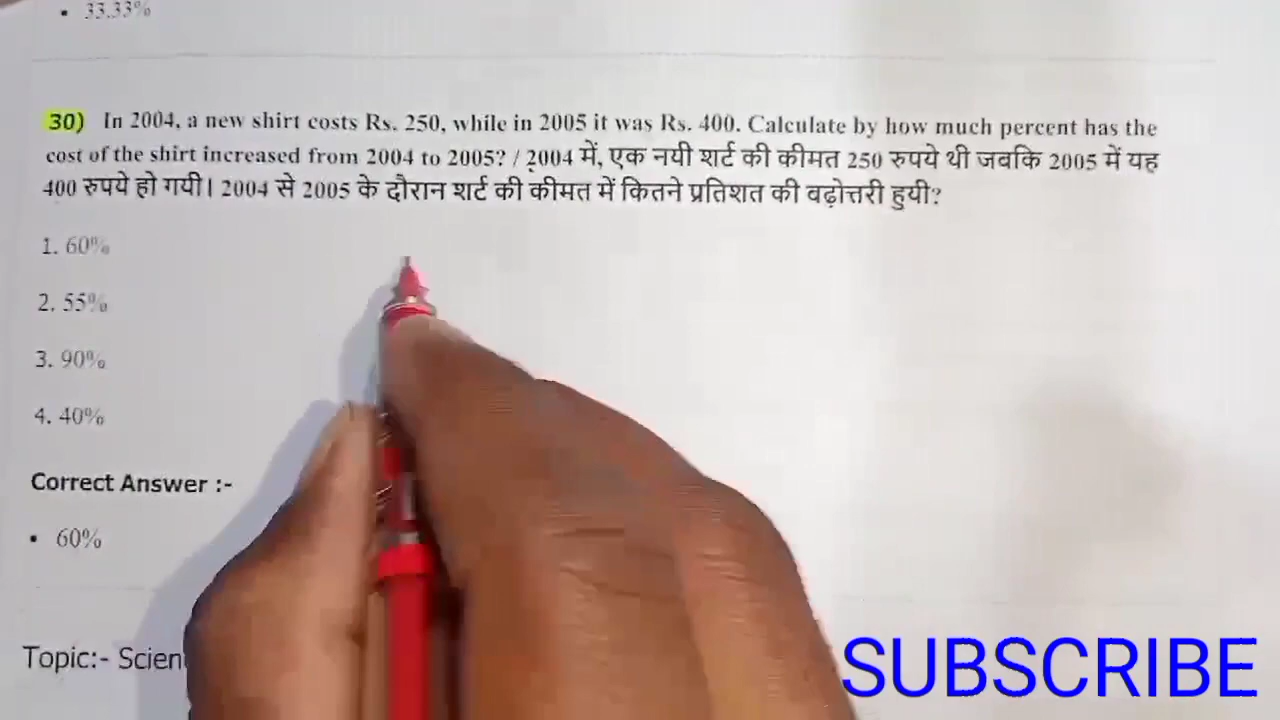 • 33.33%
30) In 2004, a new shirt costs Rs. 250, while in 2005 it was Rs. 400. Calculate by how much percent has the
cost of the shirt increased from 2004 to 2005? / 2004 में, एक नयी शर्ट की कीमत 250 रुपये थी जबकि 2005 में यह
400 रुपये हो गयी। 2004 से 2005 के दौरान शर्ट की कीमत में कितने प्रतिशत की वढ़ोत्तरी हुयी?
1. 60%
2. 55%
3. 90%
4. 40%
Correct Answer :-
• 60%
Topic:-
SUBSCRIBE